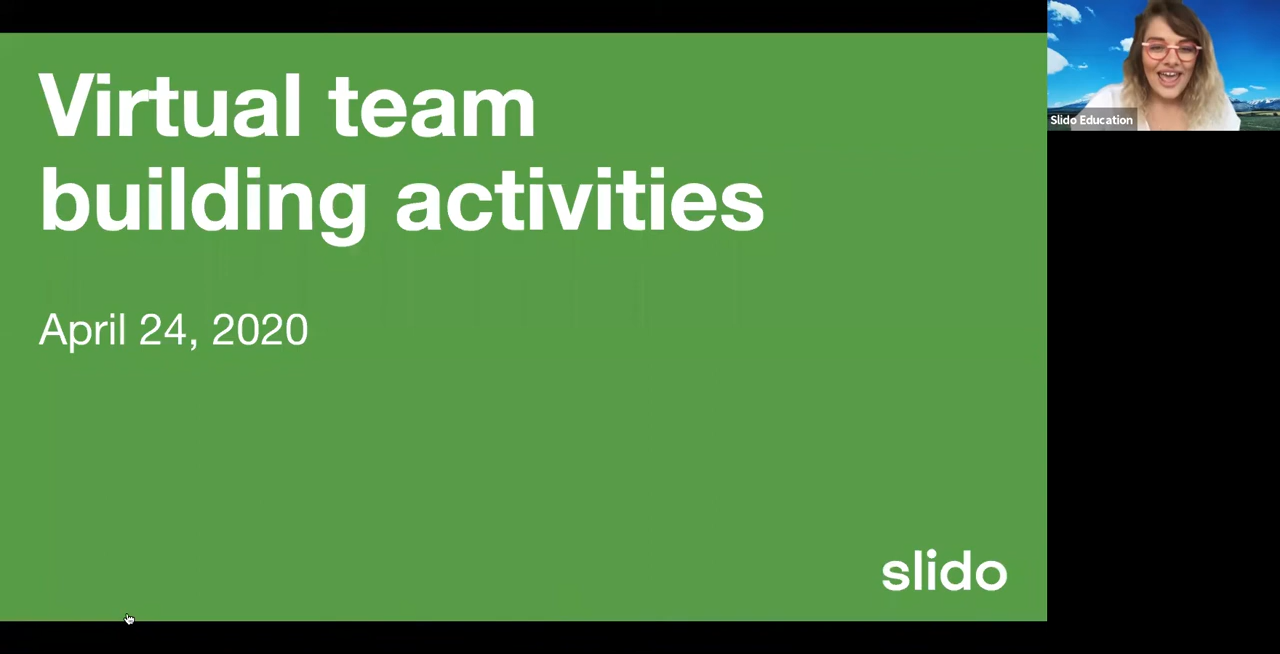 Virtual team
building activities
April 24, 2020
slido
Slido Education